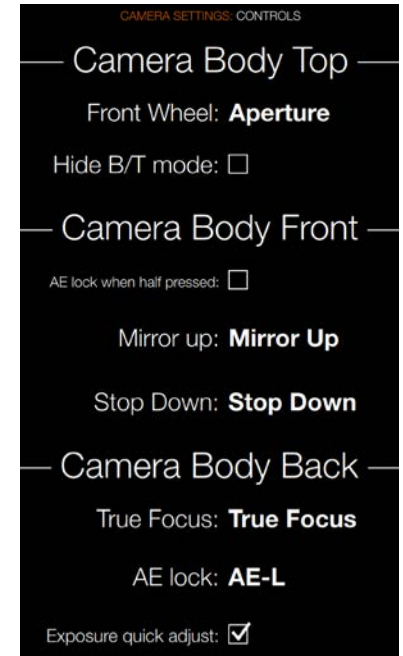 CAMERA SETTINGS: CONTROLS
Camera Body Top
Front Wheel: Aperture
Hide B/T mode:
Camera Body Front
AE lock when half pressed:
Mirror up: Mirror Up
Stop Down: Stop Down
Camera Body Back
True Focus: True Focus
AE lock: AE-L
Exposure quick adjust: